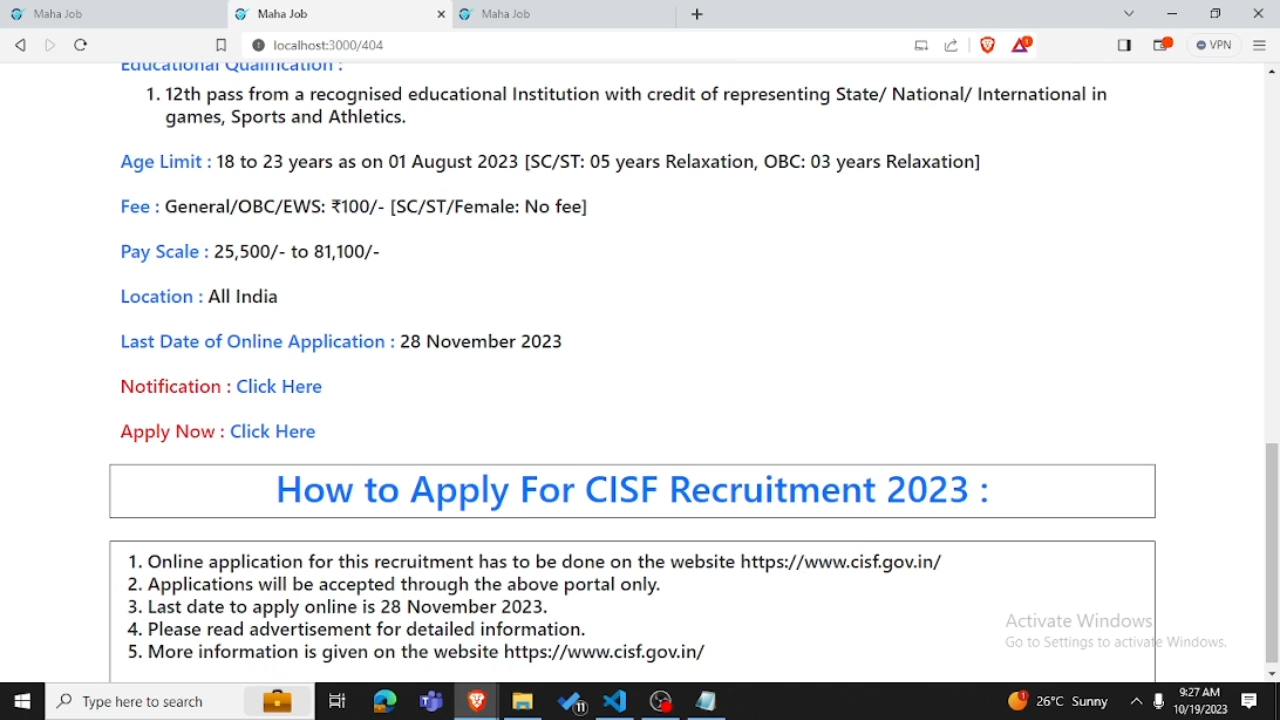 Maha Job
Maha Job
Maha Job
localhost:3000/404
VPN
Educational Qualification :
1. 12th pass from a recognised educational Institution with credit of representing State/ National/ International in
games, Sports and Athletics.
Age Limit : 18 to 23 years as on 01 August 2023 [SC/ST: 05 years Relaxation, OBC: 03 years Relaxation]
Fee : General/OBC/EWS: ₹100/- [SC/ST/Female: No fee]
Pay Scale : 25,500/- to 81,100/-
Location : All India
Last Date of Online Application : 28 November 2023
Notification : Click Here
Apply Now : Click Here
How to Apply For CISF Recruitment 2023 :
1. Online application for this recruitment has to be done on the website https://www.cisf.gov.in/
2. Applications will be accepted through the above portal only.
3. Last date to apply online is 28 November 2023.
4. Please read advertisement for detailed information.
5. More information is given on the website https://www.cisf.gov.in/
Activate Windows
Go to Settings to activate Windows.
Type here to search
11
1
26°C Sunny
9:27 AM
10/19/2023